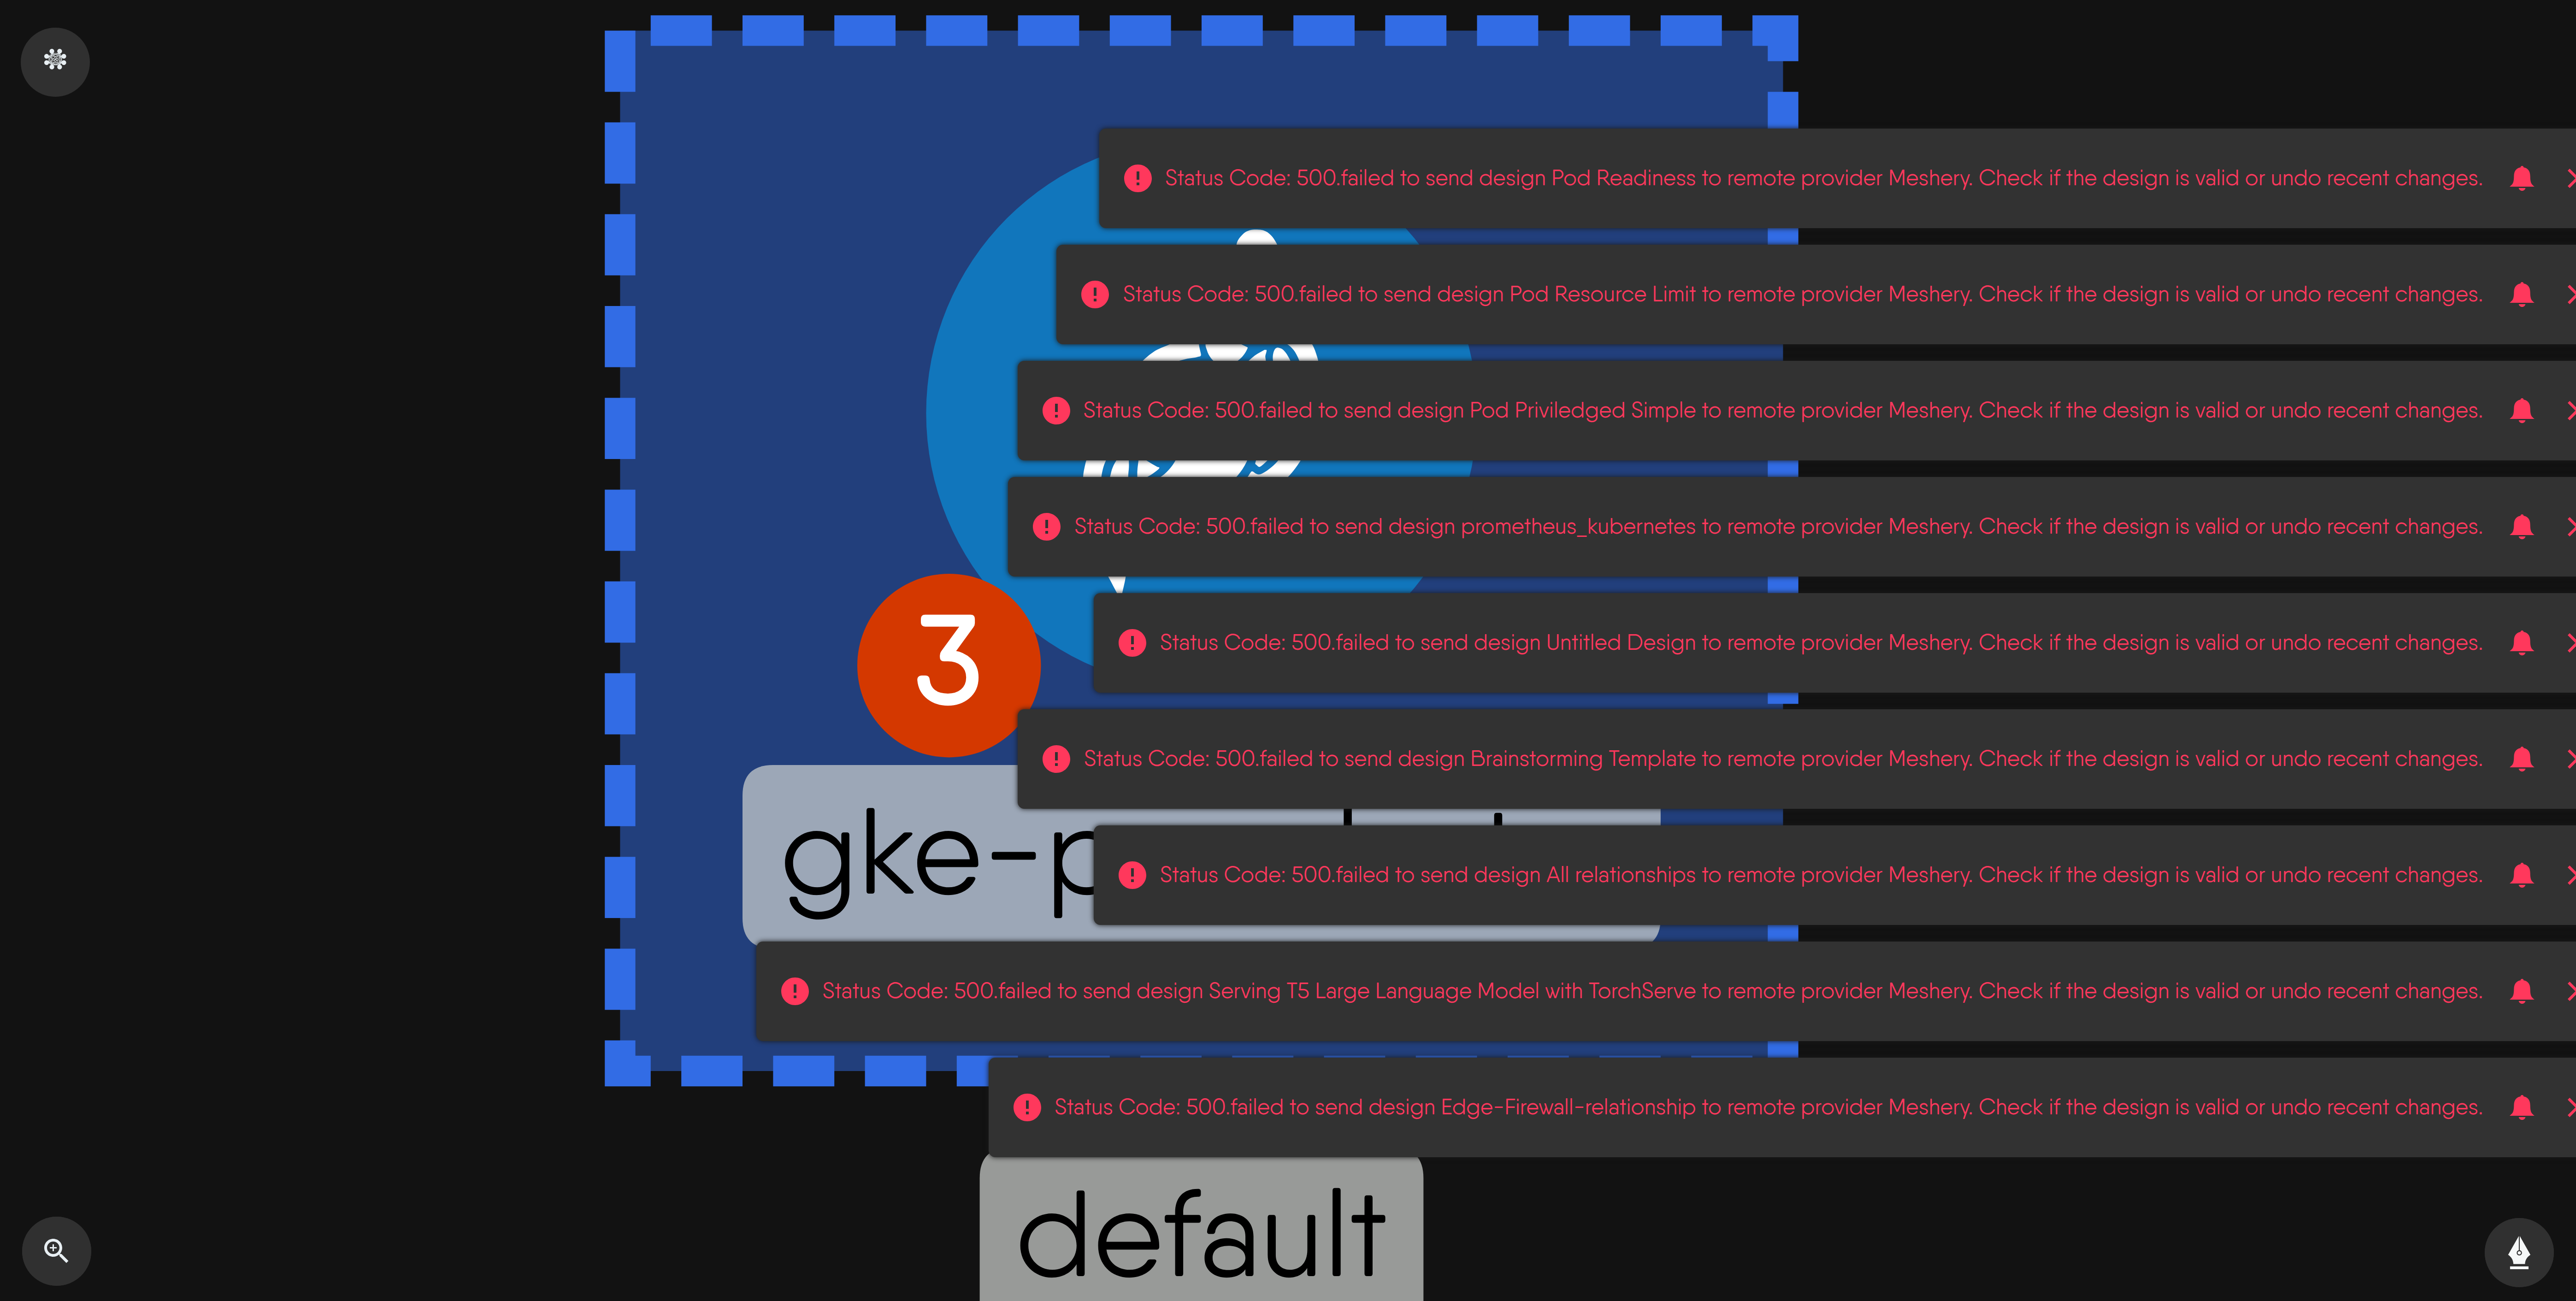 Status Code: 500.failed to send design Pod Readiness to remote provider Meshery. Check if the design is valid or undo recent changes.
Status Code: 500.failed to send design Pod Resource Limit to remote provider Meshery. Check if the design is valid or undo recent changes.
Status Code: 500.failed to send design Pod Priviledged Simple to remote provider Meshery. Check if the design is valid or undo recent changes.
Status Code: 500.failed to send design prometheus_kubernetes to remote provider Meshery. Check if the design is valid or undo recent changes.
Status Code: 500.failed to send design Untitled Design to remote provider Meshery. Check if the design is valid or undo recent changes.
3
Status Code: 500.failed to send design Brainstorming Template to remote provider Meshery. Check if the design is valid or undo recent changes.
gke-p
Status Code: 500.failed to send design All relationships to remote provider Meshery. Check if the design is valid or undo recent changes.
Status Code: 500.failed to send design Serving T5 Large Language Model with TorchServe to remote provider Meshery. Check if the design is valid or undo recent changes.
Status Code: 500.failed to send design Edge-Firewall-relationship to remote provider Meshery. Check if the design is valid or undo recent changes.
default